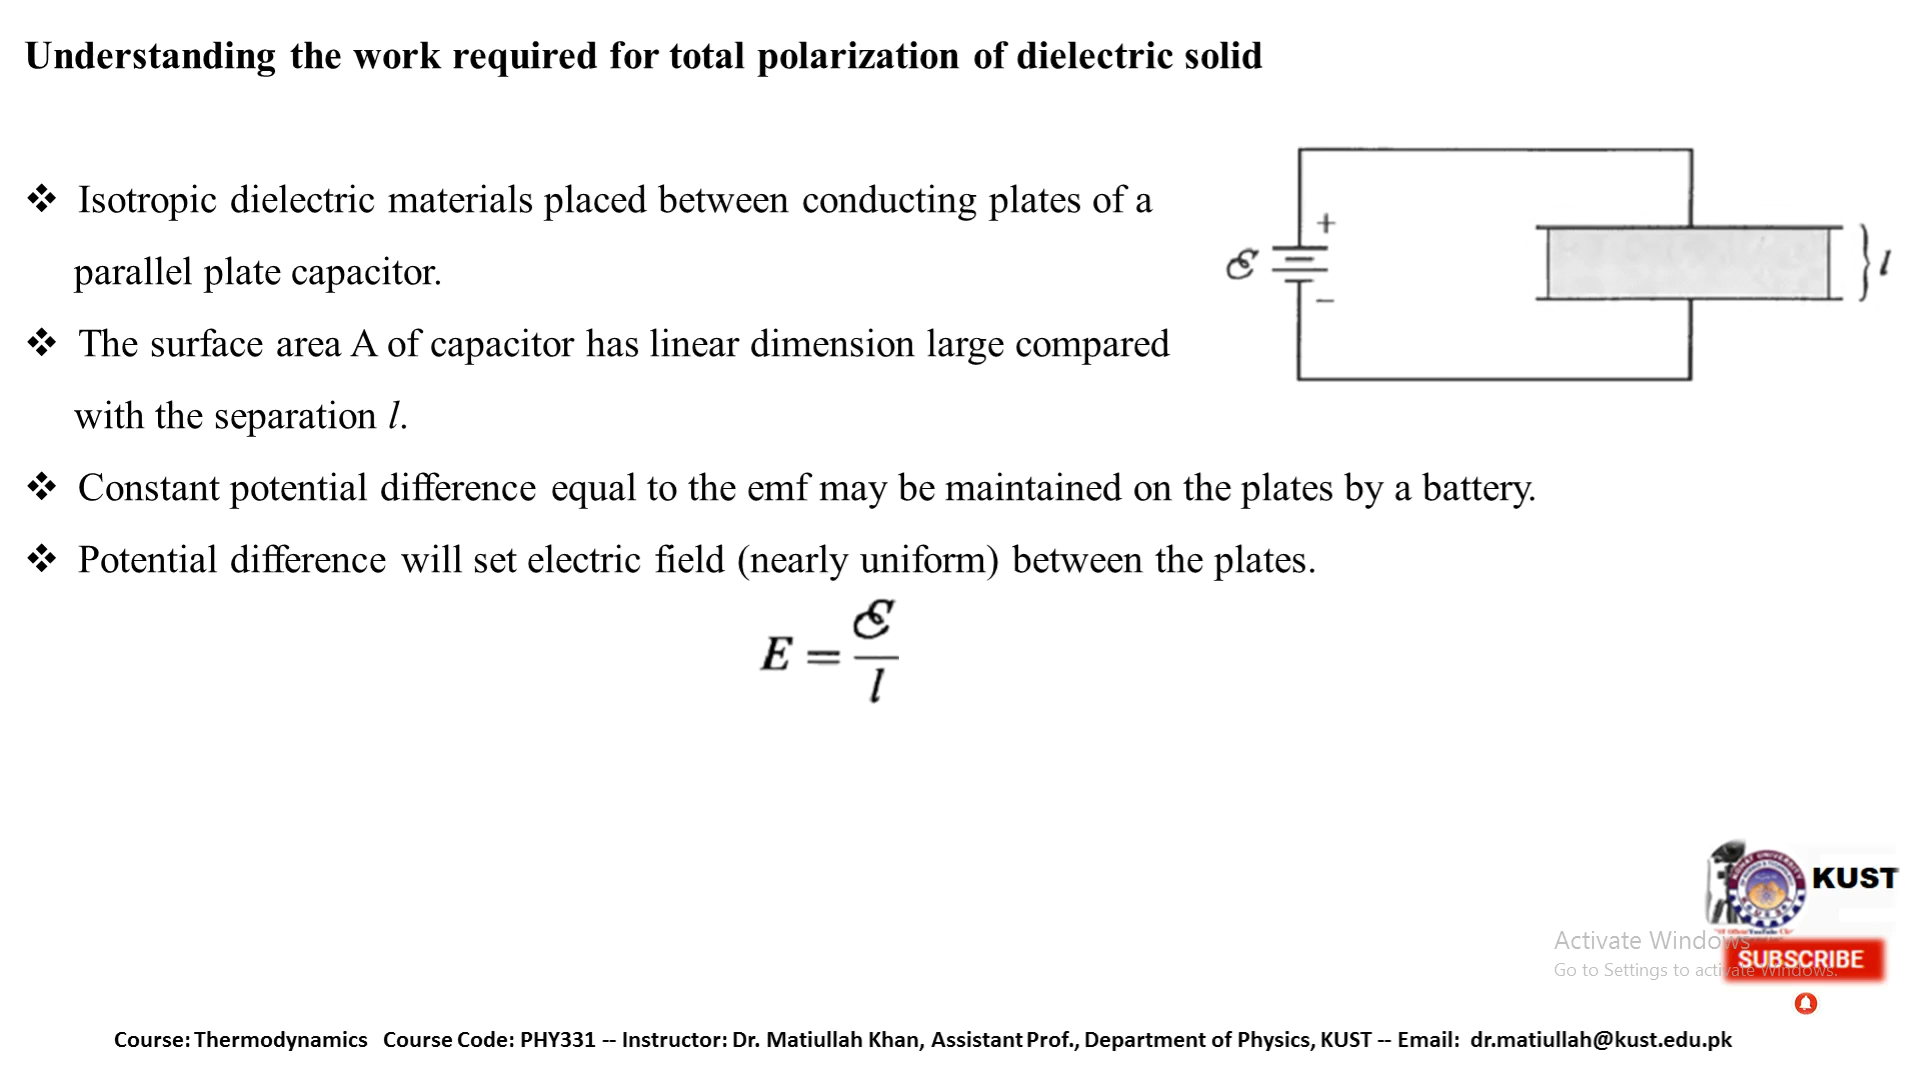 Understanding the work required for total polarization of dielectric solid
❖ Isotropic dielectric materials placed between conducting plates of a
parallel plate capacitor.
❖ The surface area A of capacitor has linear dimension large compared
with the separation l.
❖ Constant potential difference equal to the emf may be maintained on the plates by a battery.
❖ Potential difference will set electric field (nearly uniform) between the plates.
E = ℰ / l
+
ℰ
−
l
KUST
Activate Windows
SUBSCRIBE
Go to Settings to activate Windows.
Course: Thermodynamics Course Code: PHY331 -- Instructor: Dr. Matiullah Khan, Assistant Prof., Department of Physics, KUST -- Email: dr.matiullah@kust.edu.pk